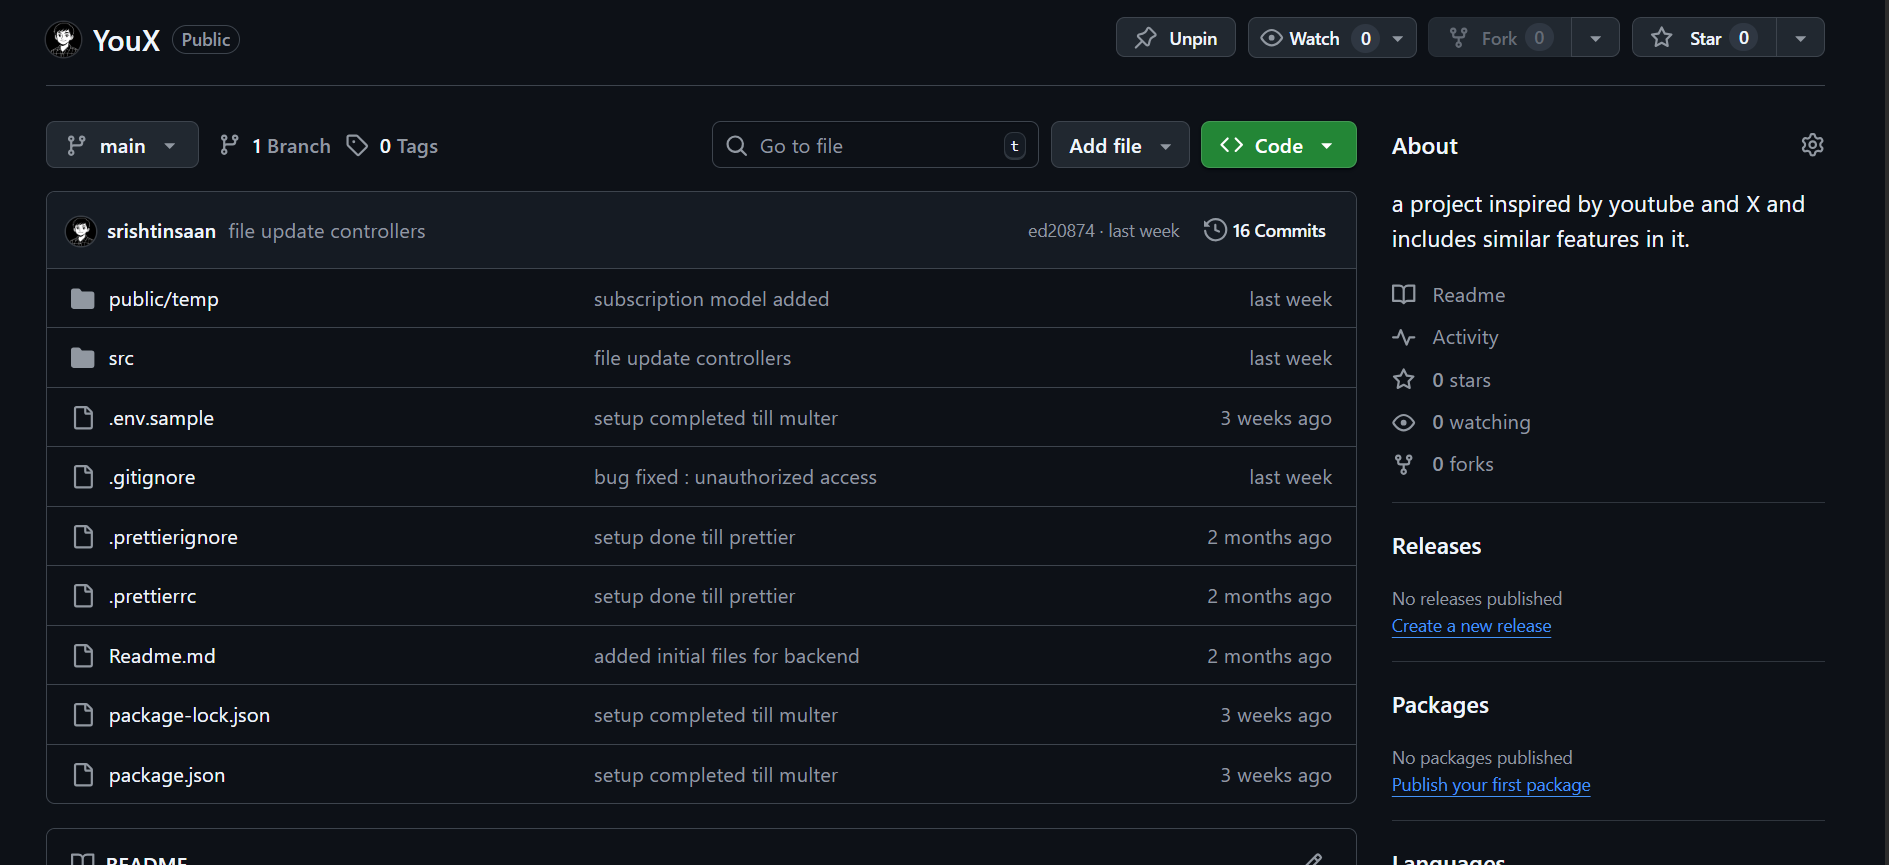 YouX Public Unpin Watch 0 Fork 0 Star 0
main 1 Branch 0 Tags Go to file t Add file Code
srishtinsaan file update controllers ed20874 · last week 16 Commits
public/temp subscription model added last week
src file update controllers last week
.env.sample setup completed till multer 3 weeks ago
.gitignore bug fixed : unauthorized access last week
.prettierignore setup done till prettier 2 months ago
.prettierrc setup done till prettier 2 months ago
Readme.md added initial files for backend 2 months ago
package-lock.json setup completed till multer 3 weeks ago
package.json setup completed till multer 3 weeks ago
README
About
a project inspired by youtube and X and
includes similar features in it.
Readme
Activity
0 stars
0 watching
0 forks
Releases
No releases published
Create a new release
Packages
No packages published
Publish your first package
Languages